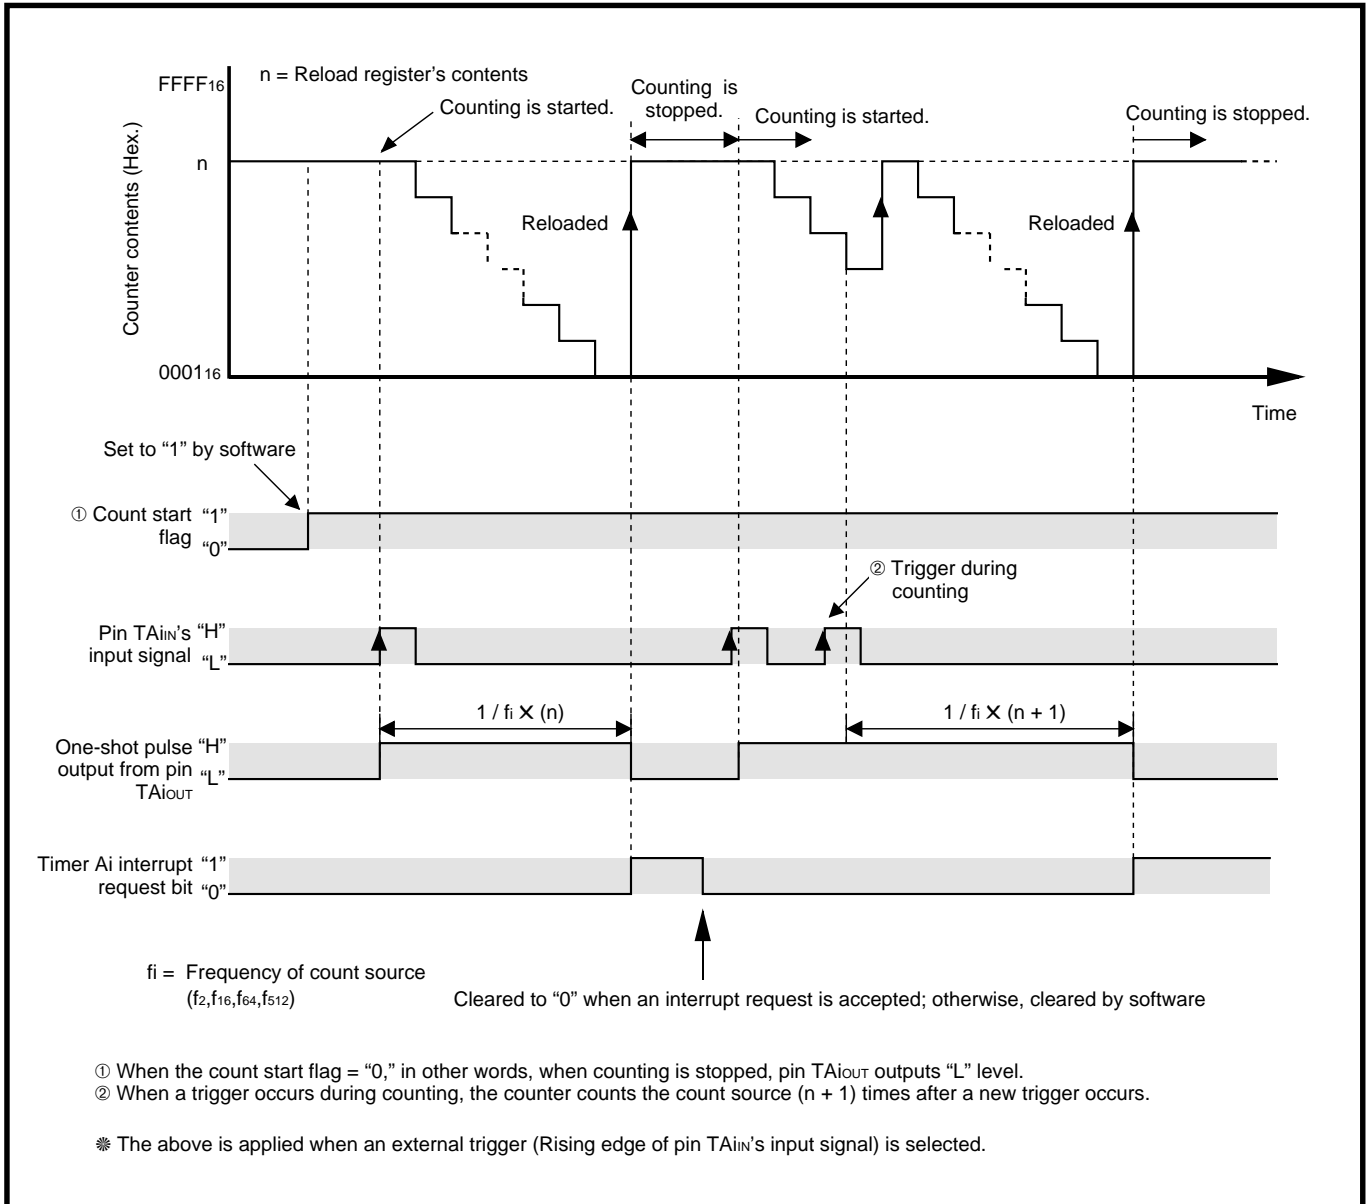 FFFF16
n = Reload register's contents
Counting is started.
Counting is
stopped.
Counting is started.
Counting is stopped.
Counter contents (Hex.)
n
Reloaded
Reloaded
000116
Time
Set to “1” by software
① Count start “1”
flag “0”
② Trigger during
counting
Pin TAiIN's “H”
input signal “L”
1 / fi ✕ (n)
1 / fi ✕ (n + 1)
One-shot pulse “H”
output from pin “L”
TAiOUT
Timer Ai interrupt “1”
request bit “0”
fi = Frequency of count source
(f2,f16,f64,f512)
Cleared to “0” when an interrupt request is accepted; otherwise, cleared by software
① When the count start flag = “0,” in other words, when counting is stopped, pin TAiOUT outputs “L” level.
② When a trigger occurs during counting, the counter counts the count source (n + 1) times after a new trigger occurs.
❋ The above is applied when an external trigger (Rising edge of pin TAiIN's input signal) is selected.